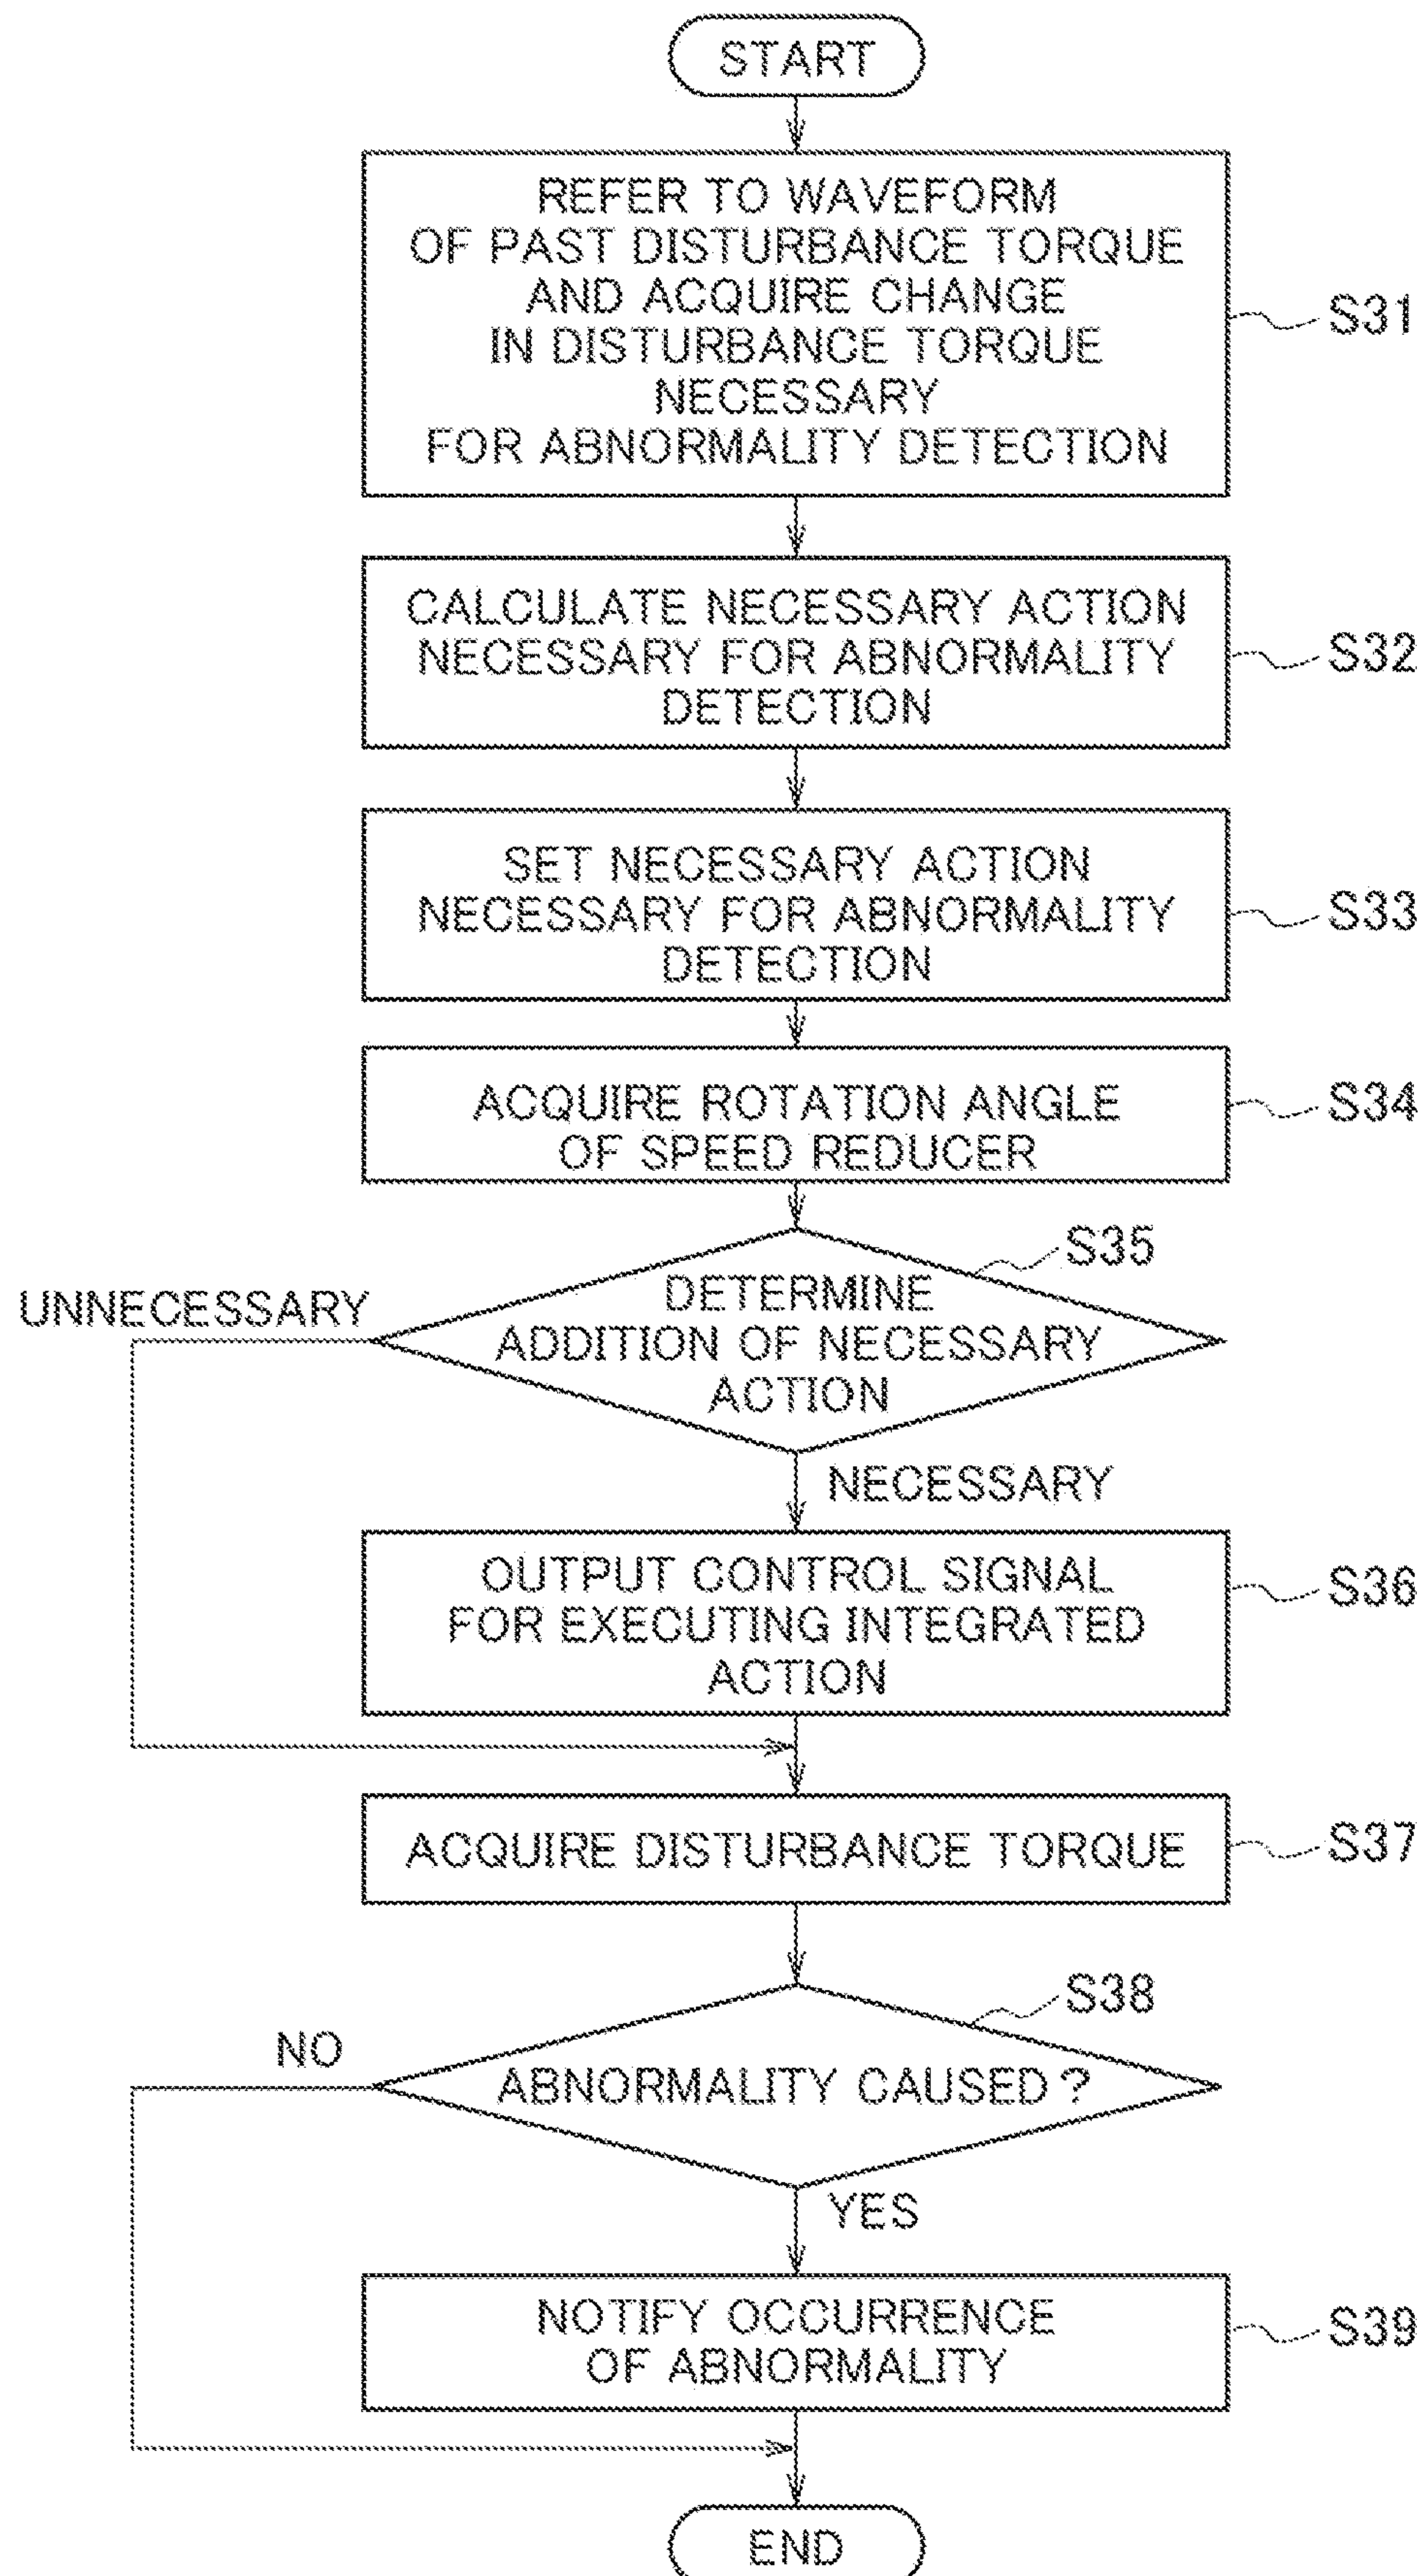 START
REFER TO WAVEFORM
OF PAST DISTURBANCE TORQUE
AND ACQUIRE CHANGE
IN DISTURBANCE TORQUE
NECESSARY
FOR ABNORMALITY DETECTION
S31
CALCULATE NECESSARY ACTION
NECESSARY FOR ABNORMALITY
DETECTION
S32
SET NECESSARY ACTION
NECESSARY FOR ABNORMALITY
DETECTION
S33
ACQUIRE ROTATION ANGLE
OF SPEED REDUCER
S34
S35
UNNECESSARY
DETERMINE
ADDITION OF NECESSARY
ACTION
NECESSARY
OUTPUT CONTROL SIGNAL
FOR EXECUTING INTEGRATED
ACTION
S36
ACQUIRE DISTURBANCE TORQUE
S37
S38
NO
ABNORMALITY CAUSED?
YES
NOTIFY OCCURRENCE
OF ABNORMALITY
S39
END